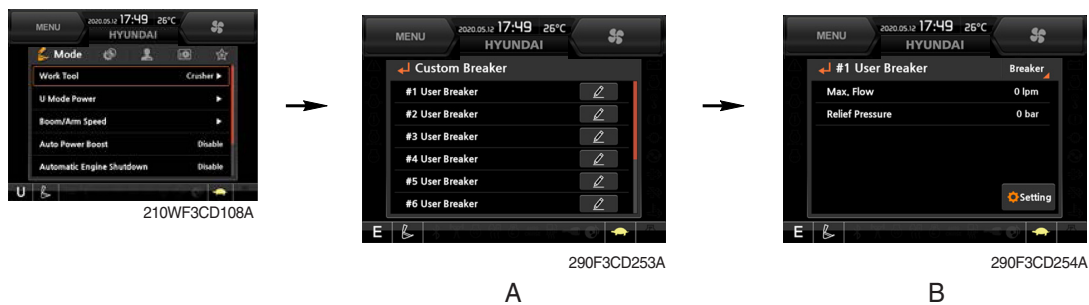 MENU
2020.05.12 17:49 26°C
HYUNDAI
Mode
Work Tool Crusher ▶
U Mode Power ▶
Boom/Arm Speed ▶
Auto Power Boost Disable
Automatic Engine Shutdown Disable
U
210WF3CD108A
MENU
2020.05.12 17:49 26°C
HYUNDAI
Custom Breaker
#1 User Breaker
#2 User Breaker
#3 User Breaker
#4 User Breaker
#5 User Breaker
#6 User Breaker
E
290F3CD253A
A
MENU
2020.05.12 17:49 26°C
HYUNDAI
#1 User Breaker Breaker
Max, Flow 0 lpm
Relief Pressure 0 bar
Setting
E
290F3CD254A
B